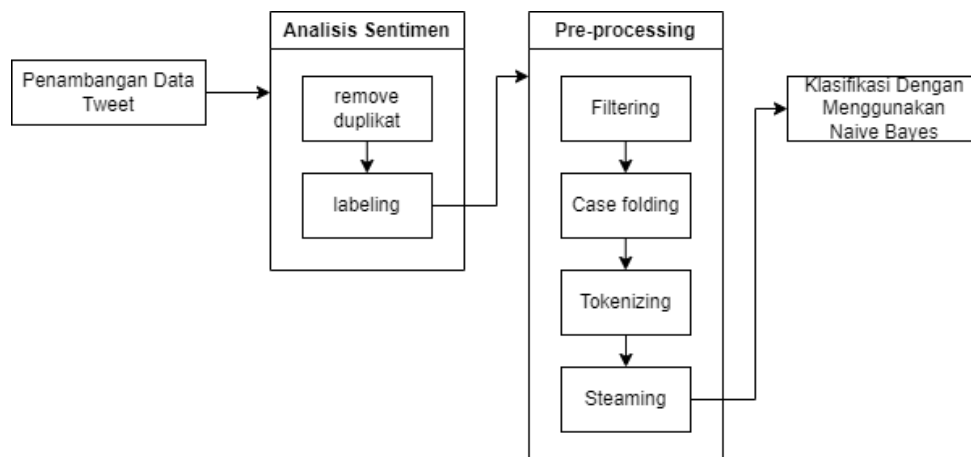 Penambangan Data
Tweet
Analisis Sentimen
remove
duplikat
labeling
Pre-processing
Filtering
Case folding
Tokenizing
Steaming
Klasifikasi Dengan
Menggunakan
Naive Bayes